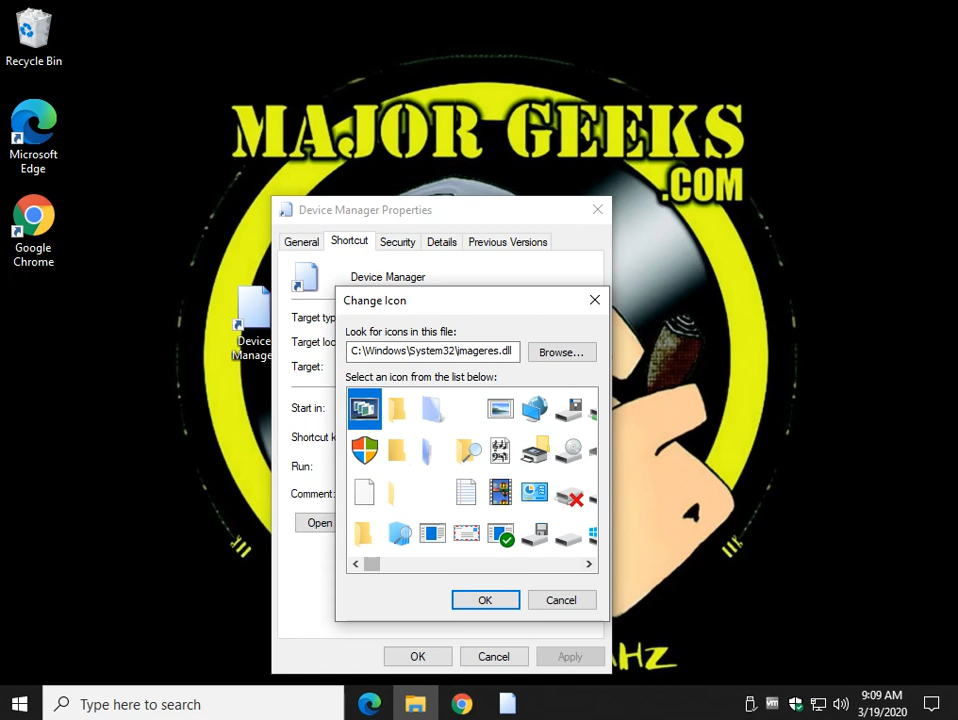 Recycle Bin
Microsoft
Edge
Google
Chrome
MAJOR GEEKS
.COM
Device
Manage
Device Manager Properties
General
Shortcut
Security
Details
Previous Versions
Device Manager
Target typ
Target loc
Target:
Start in:
Shortcut k
Run:
Comment:
Open
Change Icon
Look for icons in this file:
C:\Windows\System32\imageres.dll
Browse...
Select an icon from the list below:
OK
Cancel
OK
Cancel
Apply
HZ
Type here to search
vm
9:09 AM
3/19/2020